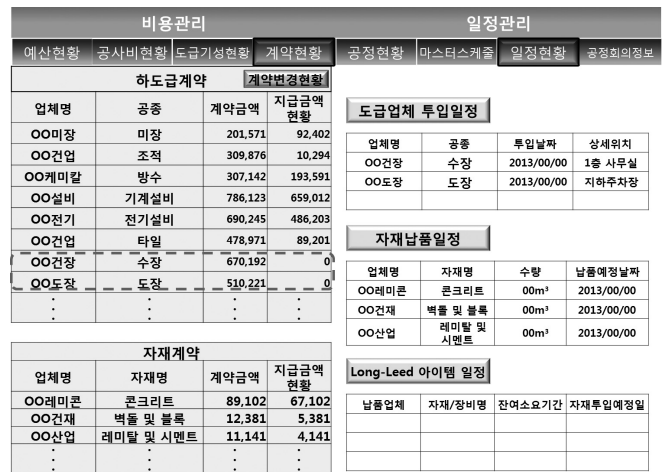 비용관리 일정관리
예산현황 공사비현황 도급기성현황 계약현황 공정현황 마스터스케줄 일정현황 공정회의정보
하도급계약 계약변경현황
업체명 공종 계약금액 지급금액 현황
OO미장 미장 201,571 92,402
OO건업 조적 309,876 10,294
OO케미칼 방수 307,142 193,591
OO설비 기계설비 786,123 659,012
OO전기 전기설비 690,245 486,203
OO건업 타일 478,971 89,201
OO건장 수장 670,192 0
OO도장 도장 510,221 0
: : : :
자재계약
업체명 자재명 계약금액 지급금액 현황
OO레미콘 콘크리트 89,102 67,102
OO건재 벽돌 및 블록 12,381 5,381
OO산업 레미탈 및 시멘트 11,141 4,141
: : : :
도급업체 투입일정
업체명 공종 투입날짜 상세위치
OO건장 수장 2013/00/00 1층 사무실
OO도장 도장 2013/00/00 지하주차장
자재납품일정
업체명 자재명 수량 납품예정날짜
OO레미콘 콘크리트 00m³ 2013/00/00
OO건재 벽돌 및 블록 00m³ 2013/00/00
OO산업 레미탈 및 시멘트 00m³ 2013/00/00
Long-Leed 아이템 일정
납품업체 자재/장비명 잔여소요기간 자재투입예정일